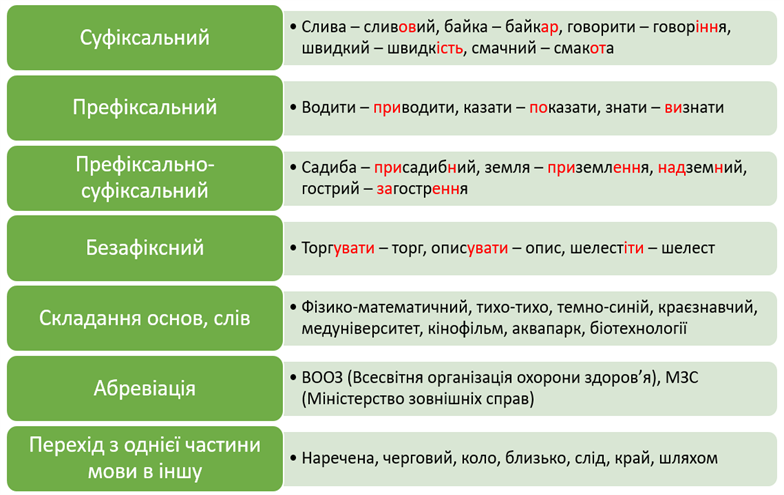 Суфіксальний
• Слива – сливовий, байка – байкар, говорити – говоріння,
швидкий – швидкість, смачний – смакота
Префіксальний
• Водити – приводити, казати – показати, знати – визнати
Префіксально-
суфіксальний
• Садиба – присадибний, земля – приземлення, надземний,
гострий – загострення
Безафіксний
• Торгувати – торг, описувати – опис, шелестіти – шелест
Складання основ, слів
• Фізико-математичний, тихо-тихо, темно-синій, краєзнавчий,
медуніверситет, кінофільм, аквапарк, біотехнології
Абревіація
• ВООЗ (Всесвітня організація охорони здоров’я), МЗС
(Міністерство зовнішніх справ)
Перехід з однієї частини
мови в іншу
• Наречена, черговий, коло, близько, слід, край, шляхом